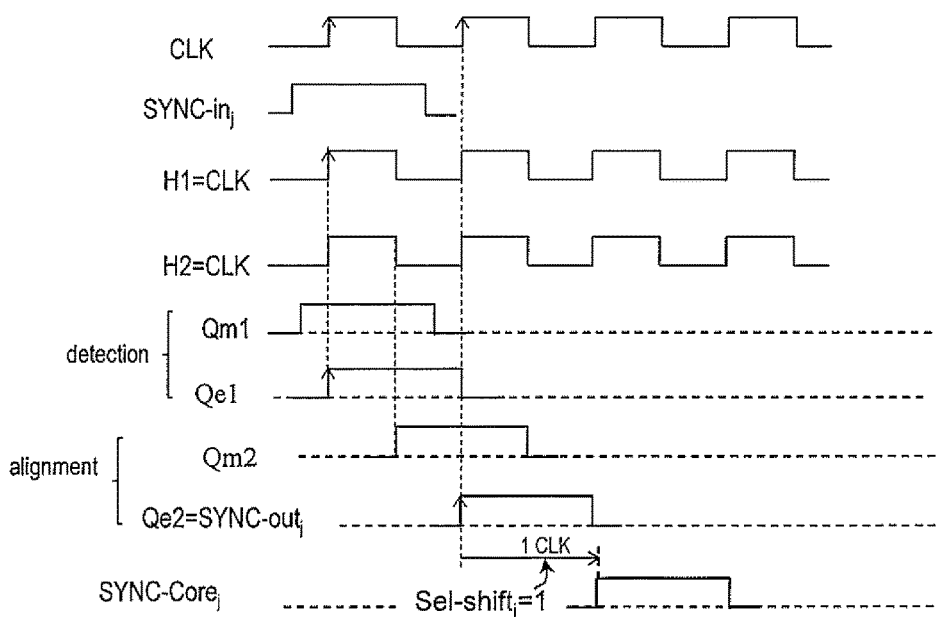 CLK
SYNC-inj
H1=CLK
H2=CLK
detection
Qm1
Qe1
alignment
Qm2
Qe2=SYNC-outj
1 CLK
SYNC-Corej
Sel-shiftj=1